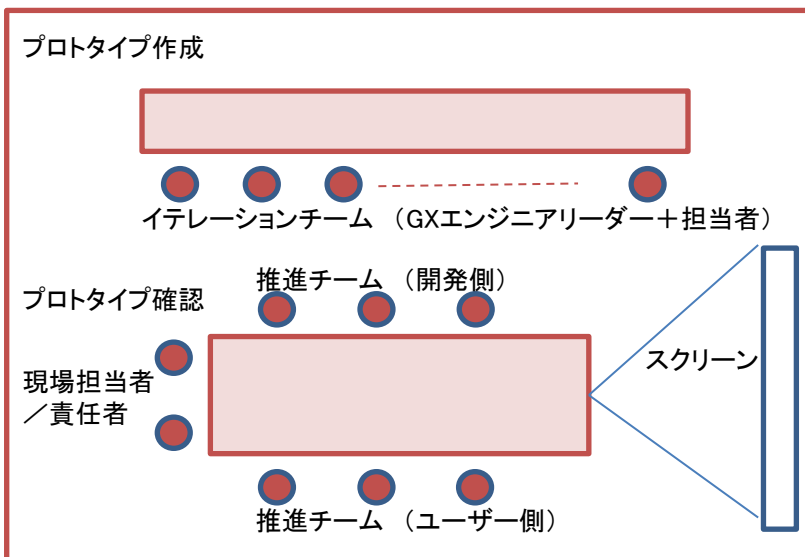 プロトタイプ作成
イテレーションチーム （GXエンジニアリーダー＋担当者）
推進チーム （開発側）
プロトタイプ確認
スクリーン
現場担当者
／責任者
推進チーム （ユーザー側）